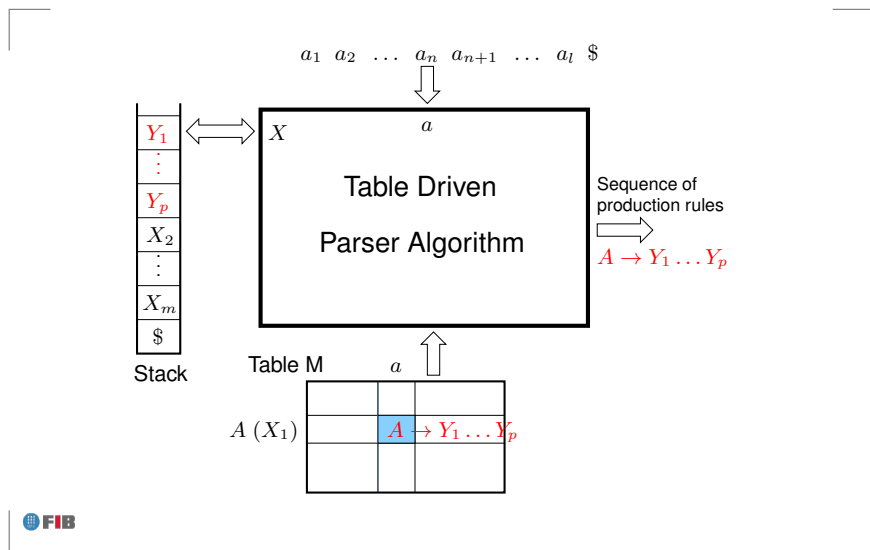 a₁ a₂ … aₙ aₙ₊₁ … aₗ $
a
X
Y₁
⋮
Yₚ
X₂
⋮
Xₘ
$
Stack
Table Driven
Parser Algorithm
Sequence of
production rules
A → Y₁ … Yₚ
Table M
a
A (X₁)
A → Y₁ … Yₚ
FIB